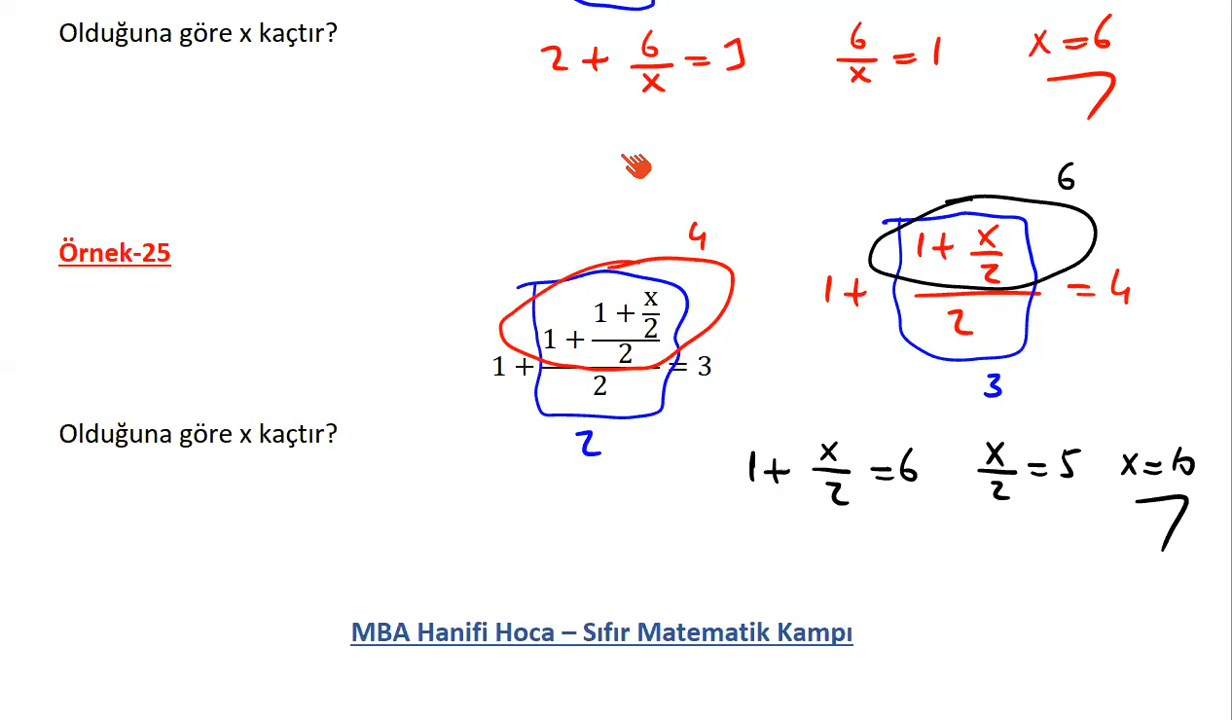 Olduğuna göre x kaçtır?
2 + 6/x = 3    6/x = 1    x = 6
Örnek-25
4
6
1 + (1 + (1 + x/2)/2)/2 = 3
1 + (1 + x/2)/2 = 4
2
3
Olduğuna göre x kaçtır?
1 + x/2 = 6    x/2 = 5    x = 10
MBA Hanifi Hoca – Sıfır Matematik Kampı